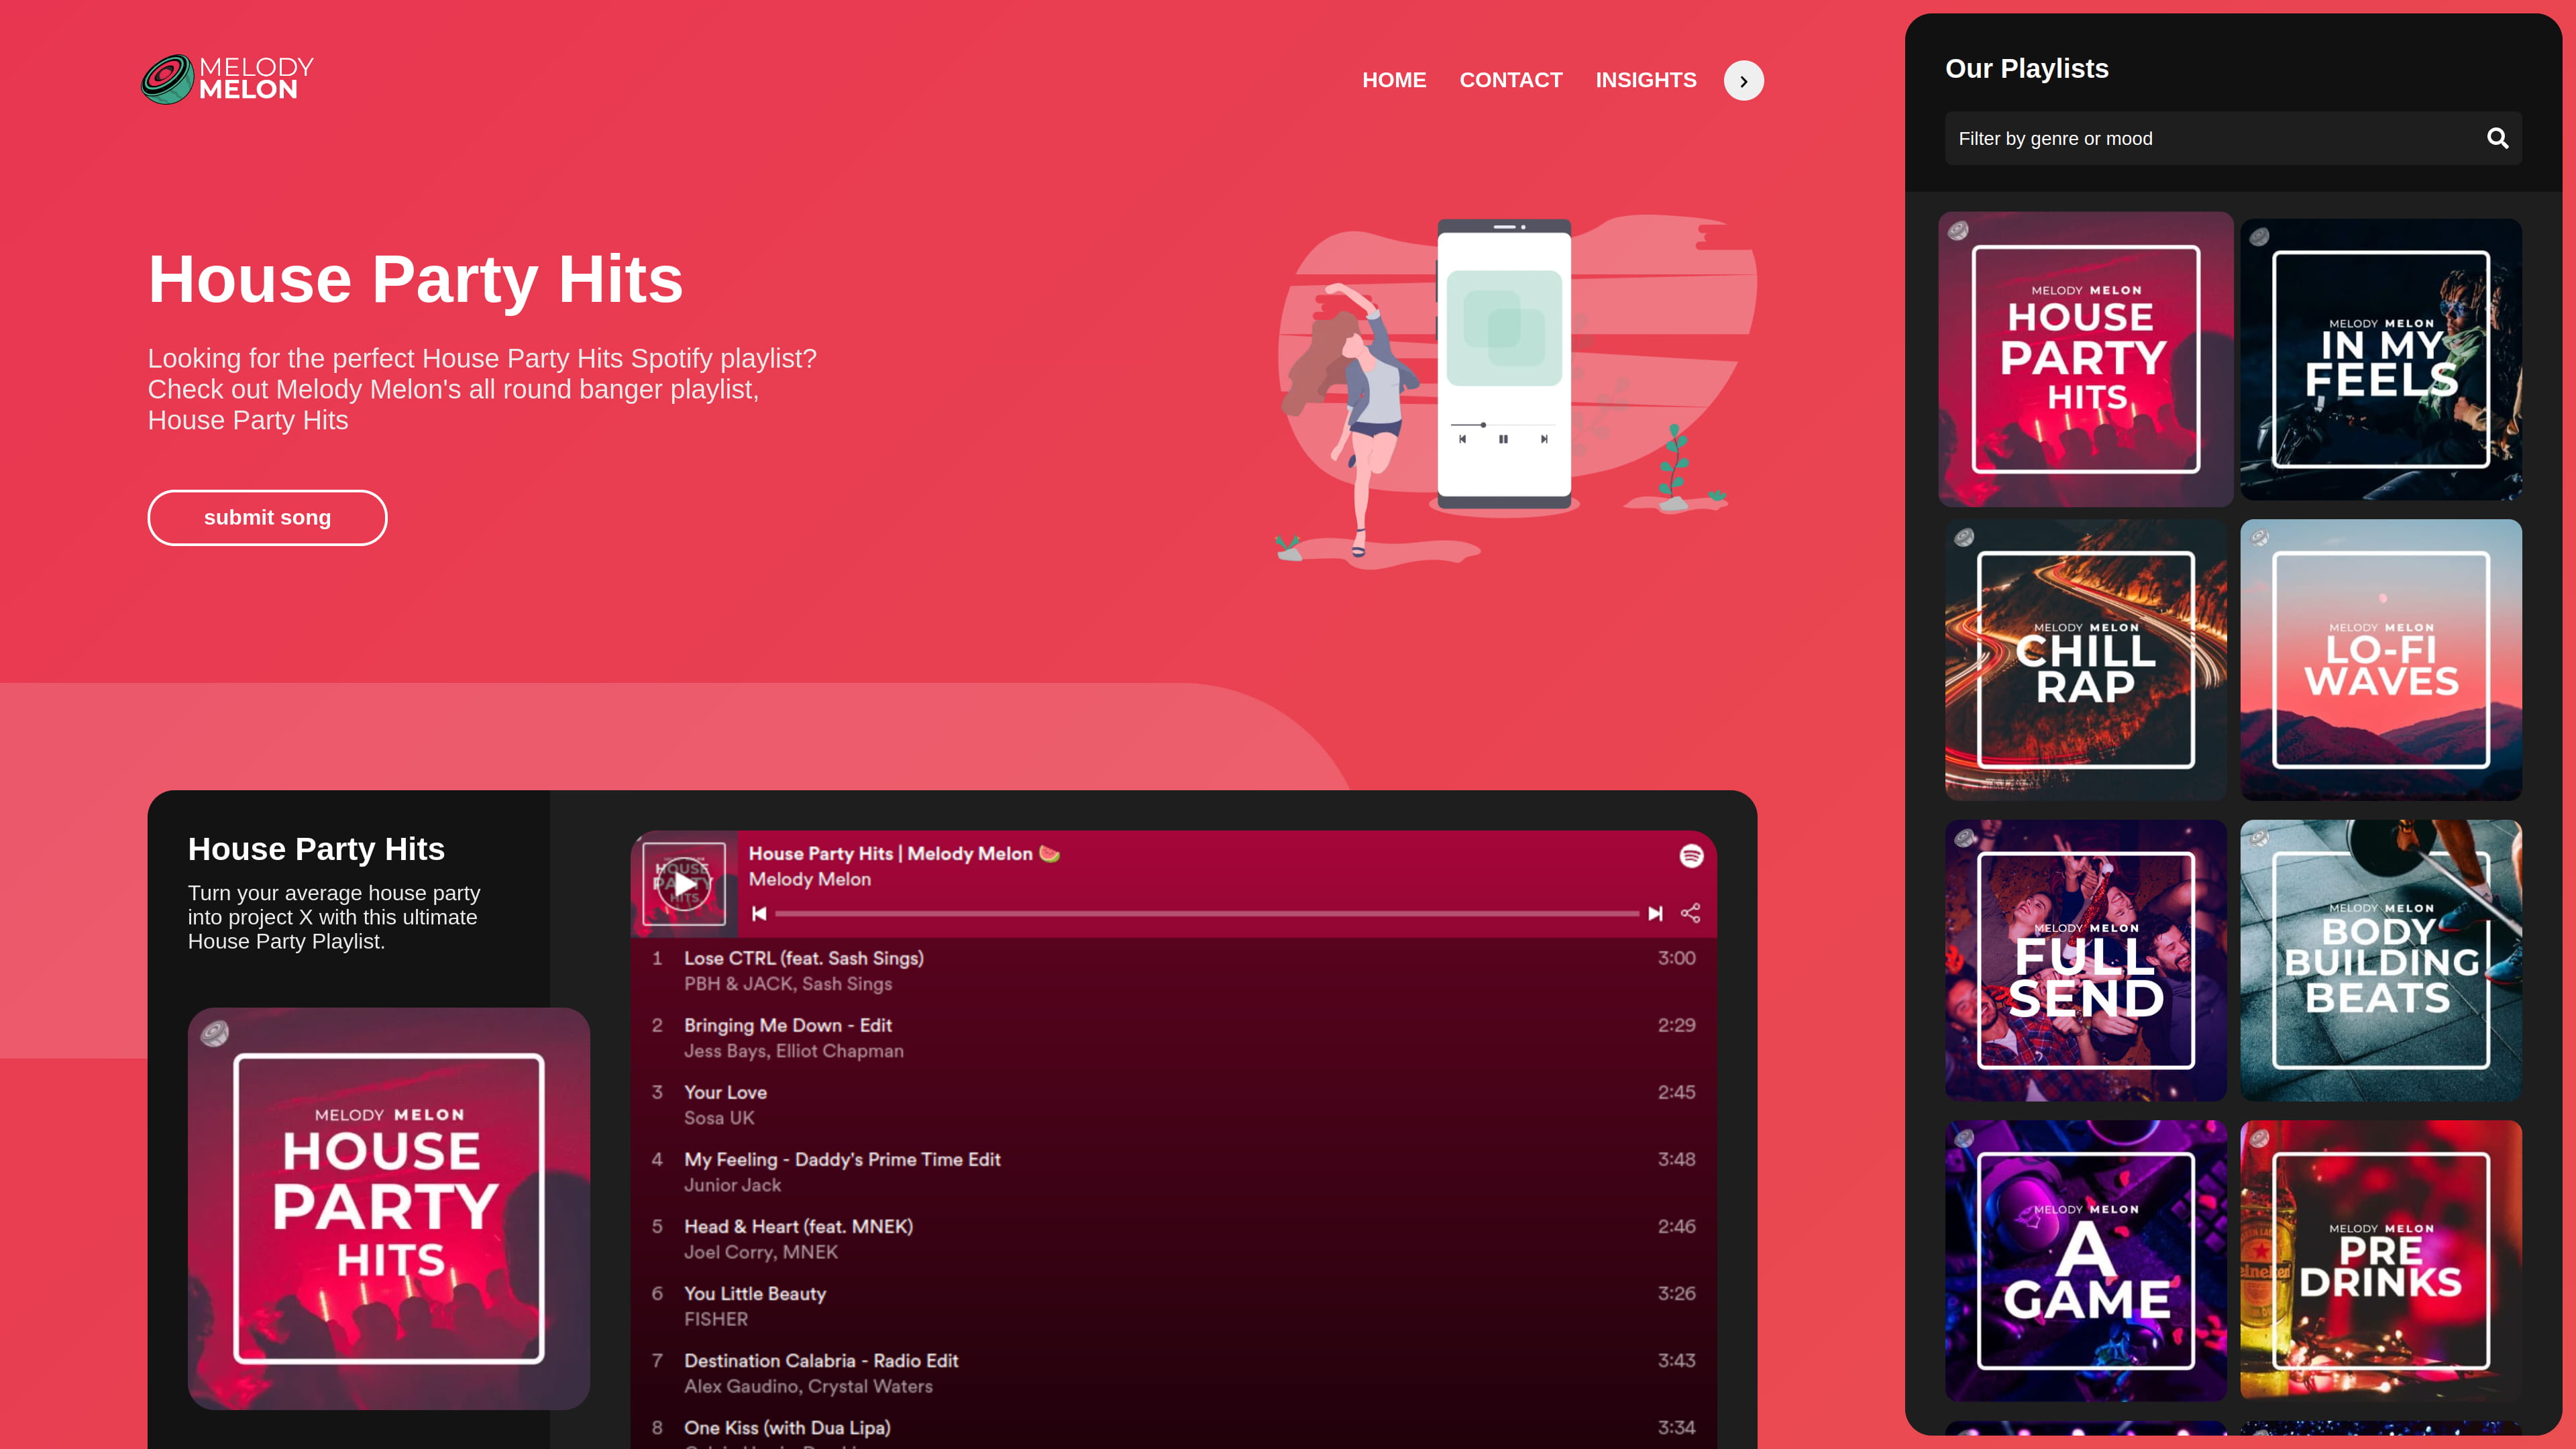 MELODY
MELON
HOME CONTACT INSIGHTS
House Party Hits
Looking for the perfect House Party Hits Spotify playlist?
Check out Melody Melon's all round banger playlist,
House Party Hits
submit song
House Party Hits
Turn your average house party
into project X with this ultimate
House Party Playlist.
MELODY MELON
HOUSE
PARTY
HITS
HOUSE
PARTY
HITS
House Party Hits | Melody Melon 🍉
Melody Melon
1 Lose CTRL (feat. Sash Sings) 3:00
PBH & JACK, Sash Sings
2 Bringing Me Down - Edit 2:29
Jess Bays, Elliot Chapman
3 Your Love 2:45
Sosa UK
4 My Feeling - Daddy's Prime Time Edit 3:48
Junior Jack
5 Head & Heart (feat. MNEK) 2:46
Joel Corry, MNEK
6 You Little Beauty 3:26
FISHER
7 Destination Calabria - Radio Edit 3:43
Alex Gaudino, Crystal Waters
8 One Kiss (with Dua Lipa) 3:34
Our Playlists
Filter by genre or mood
MELODY MELON
HOUSE
PARTY
HITS
MELODY MELON
IN MY
FEELS
MELODY MELON
CHILL
RAP
MELODY MELON
LO-FI
WAVES
MELODY MELON
FULL
SEND
MELODY MELON
BODY
BUILDING
BEATS
MELODY MELON
A
GAME
MELODY MELON
PRE
DRINKS